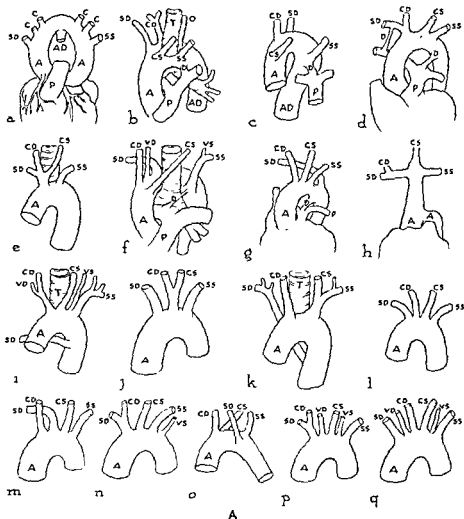 C C CD CS T O CD SD CD CS
SD SS SD SS SS SD D SS
A AD A A D AD A D A D
P P AD P P
a b c d
CD CS CD VD CS VS CD CS CS
SD SS SS SD SS CD SD SS
A A D P A D P A A
e f g h
CD CS VS CD CS CD CS CD CS
VD T SS SD SS T SS SD SS
SD A A A A
i j k l
CD CS SS CD CS SS CD SD CS SS CD VD CS VS CD CS VS
SD SD VS SD SS SD VD SS
A A A A A
m n o p q
A